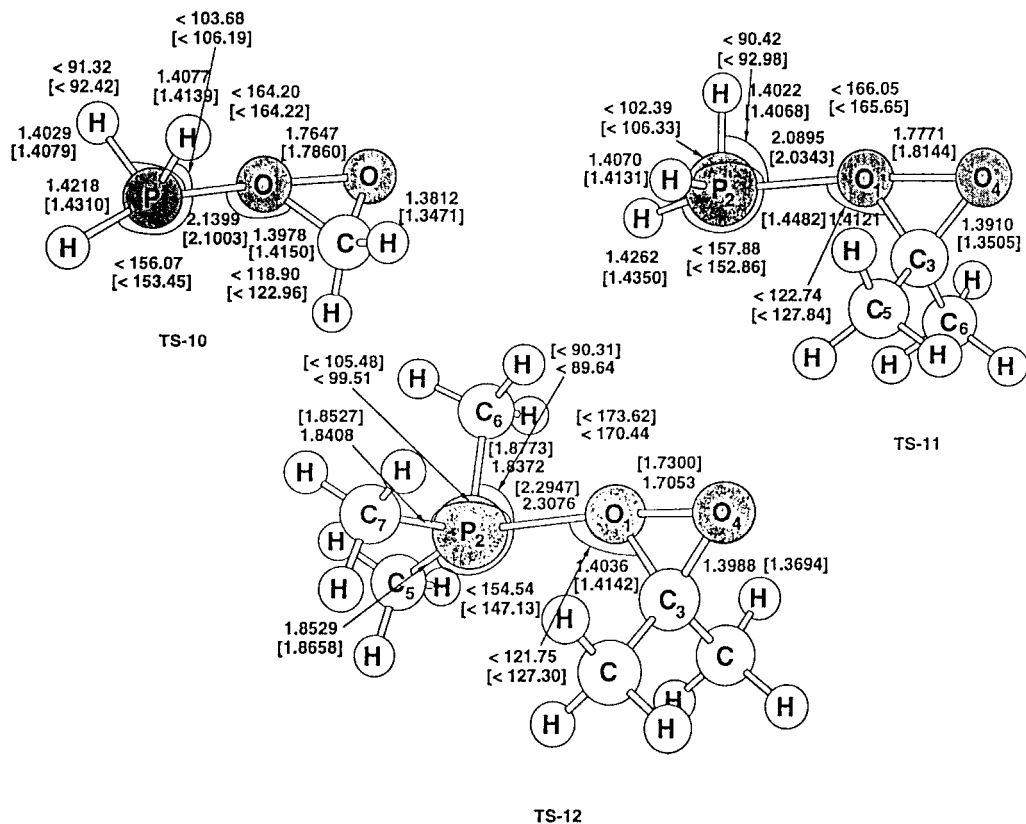 < 103.68
[< 106.19]
< 91.32
[< 92.42]
1.4077
[1.4139]
< 164.20
[< 164.22]
H
H
1.4029
[1.4079]
1.7647
[1.7860]
P
O
O
1.4218
[1.4310]
2.1399
[2.1003]
1.3812
[1.3471]
H
1.3978
[1.4150]
C
H
< 156.07
[< 153.45]
< 118.90
[< 122.96]
H
TS-10
< 90.42
[< 92.98]
H
1.4022
[1.4068]
< 166.05
[< 165.65]
< 102.39
[< 106.33]
2.0895
[2.0343]
1.7771
[1.8144]
1.4070
[1.4131]
H
P2
O1
O4
H
[1.4482]
1.4121
1.3910
[1.3505]
1.4262
[1.4350]
< 157.88
[< 152.86]
H
C3
H
< 122.74
[< 127.84]
C5
C6
H
H
H
H
TS-11
[< 105.48]
< 99.51
[< 90.31]
< 89.64
H
H
C6
H
[1.8527]
1.8408
[< 173.62]
< 170.44
[1.8773]
1.8372
[1.7300]
1.7053
H
H
[2.2947]
2.3076
C7
P2
O1
O4
H
H
C5
H
< 154.54
[< 147.13]
1.4036
[1.4142]
1.3988 [1.3694]
C3
H
H
1.8529
[1.8658]
H
< 121.75
[< 127.30]
C
C
H
H
H
H
TS-12